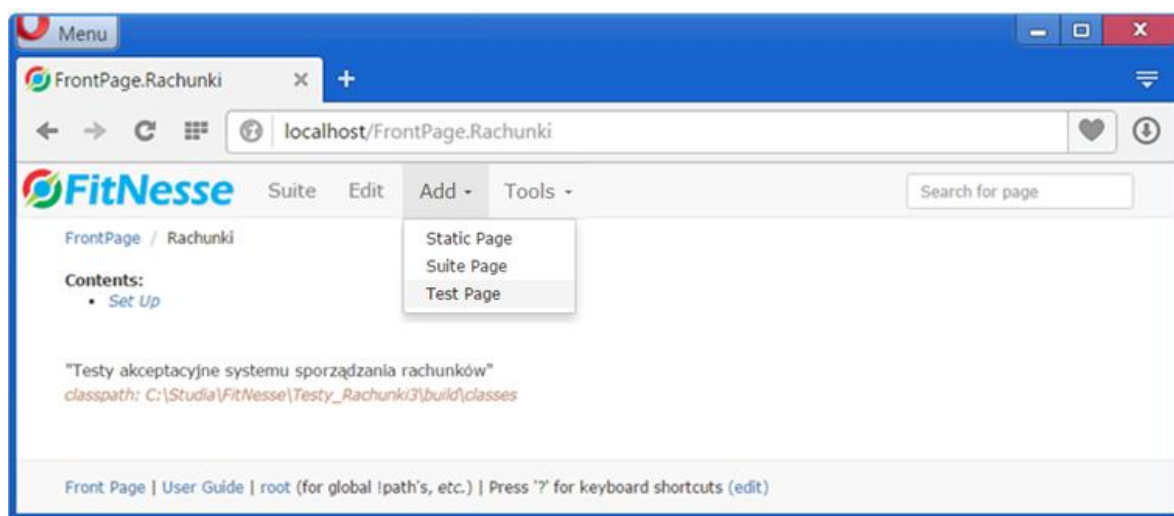 Menu
FrontPage.Rachunki
localhost/FrontPage.Rachunki
FitNesse Suite Edit Add Tools Search for page
FrontPage / Rachunki
Static Page
Suite Page
Test Page
Contents:
• Set Up
"Testy akceptacyjne systemu sporządzania rachunków"
classpath: C:\Studia\FitNesse\Testy_Rachunki3\build\classes
Front Page | User Guide | root (for global !path's, etc.) | Press '?' for keyboard shortcuts (edit)